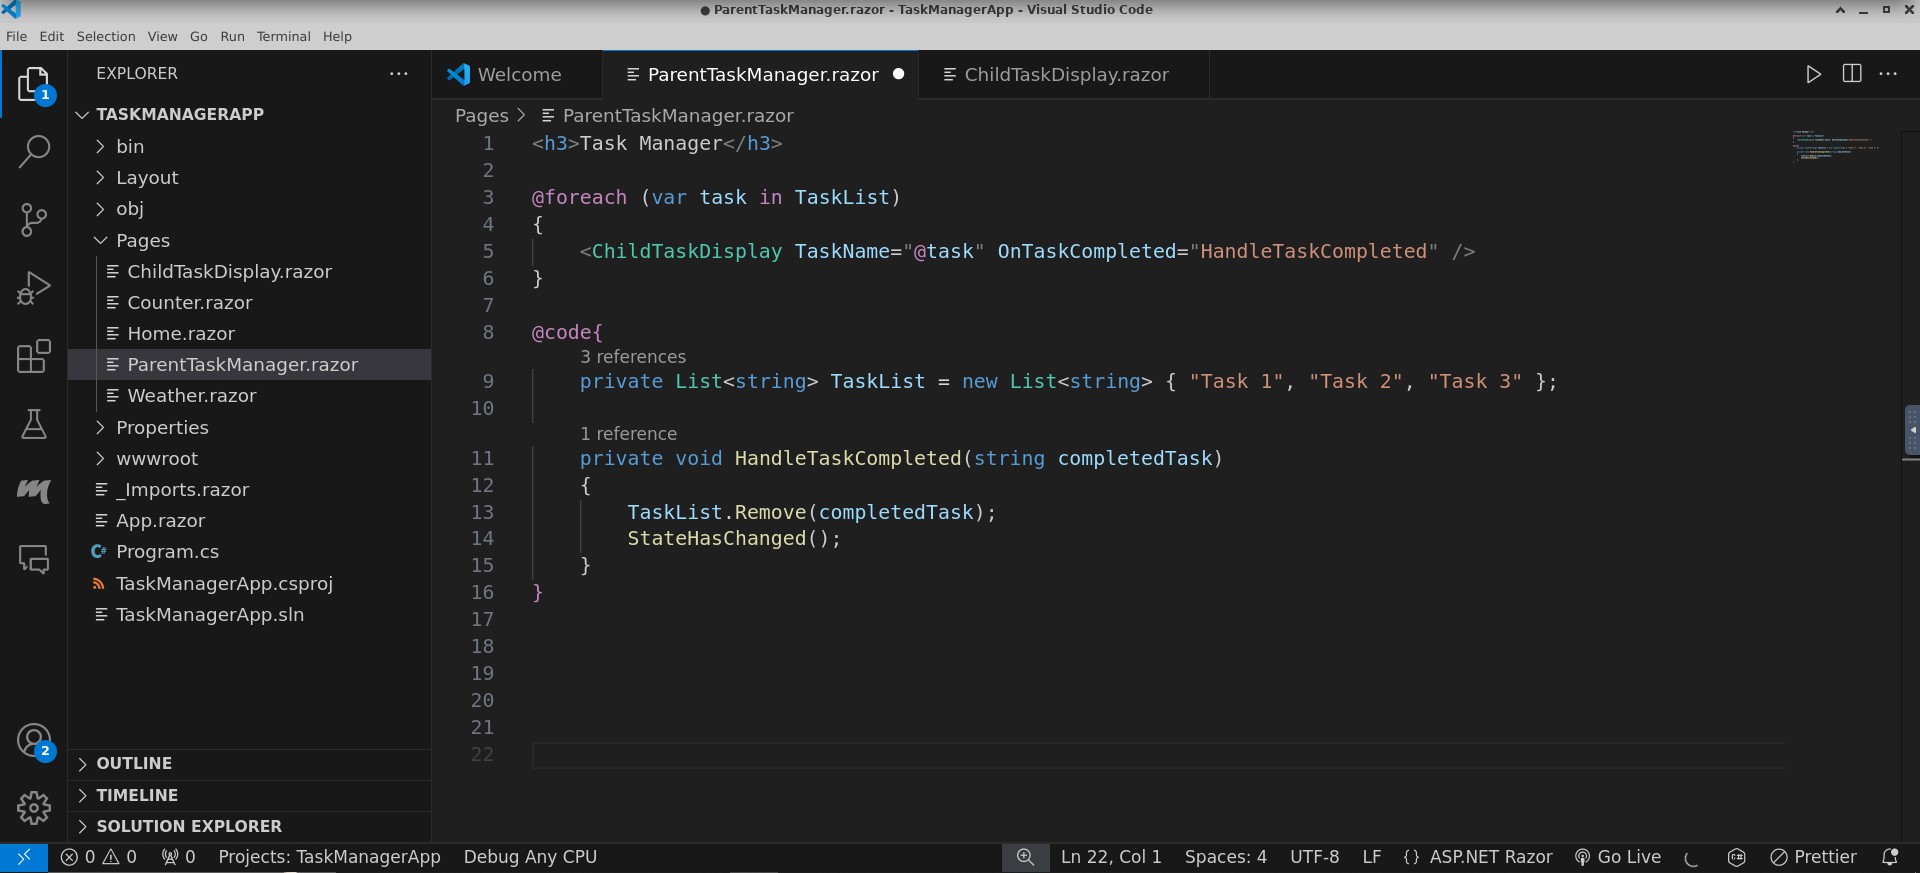 ● ParentTaskManager.razor - TaskManagerApp - Visual Studio Code
File Edit Selection View Go Run Terminal Help
1
EXPLORER
TASKMANAGERAPP
bin
Layout
obj
Pages
ChildTaskDisplay.razor
Counter.razor
Home.razor
ParentTaskManager.razor
Weather.razor
Properties
wwwroot
_Imports.razor
App.razor
C# Program.cs
TaskManagerApp.csproj
TaskManagerApp.sln
2
OUTLINE
TIMELINE
SOLUTION EXPLORER
Welcome ParentTaskManager.razor ● ChildTaskDisplay.razor
Pages > ParentTaskManager.razor
1 <h3>Task Manager</h3>
2
3 @foreach (var task in TaskList)
4 {
5     <ChildTaskDisplay TaskName="@task" OnTaskCompleted="HandleTaskCompleted" />
6 }
7
8 @code{
3 references
9     private List<string> TaskList = new List<string> { "Task 1", "Task 2", "Task 3" };
10
1 reference
11     private void HandleTaskCompleted(string completedTask)
12     {
13         TaskList.Remove(completedTask);
14         StateHasChanged();
15     }
16 }
17
18
19
20
21
22
0 0 0 Projects: TaskManagerApp Debug Any CPU Ln 22, Col 1 Spaces: 4 UTF-8 LF {} ASP.NET Razor Go Live C# Prettier